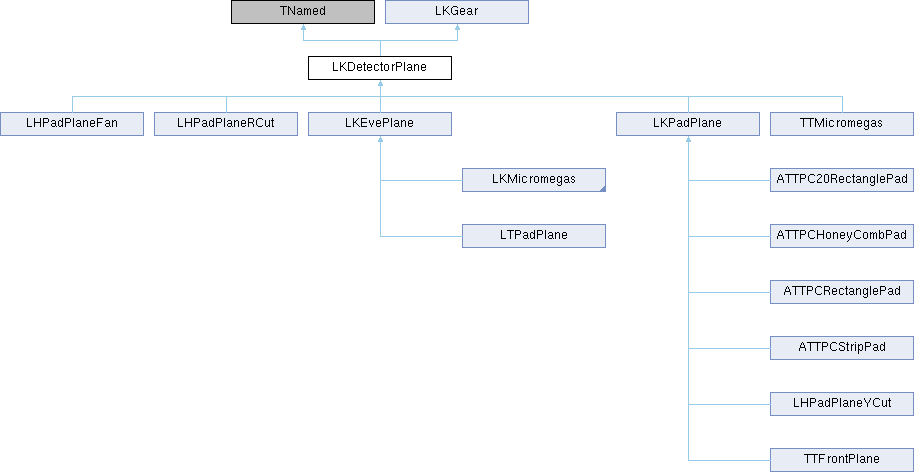 TNamed
LKGear
LKDetectorPlane
LHPadPlaneFan
LHPadPlaneRCut
LKEvePlane
LKPadPlane
TTMicromegas
LKMicromegas
ATTPC20RectanglePad
LTPadPlane
ATTPCHoneyCombPad
ATTPCRectanglePad
ATTPCStripPad
LHPadPlaneYCut
TTFrontPlane